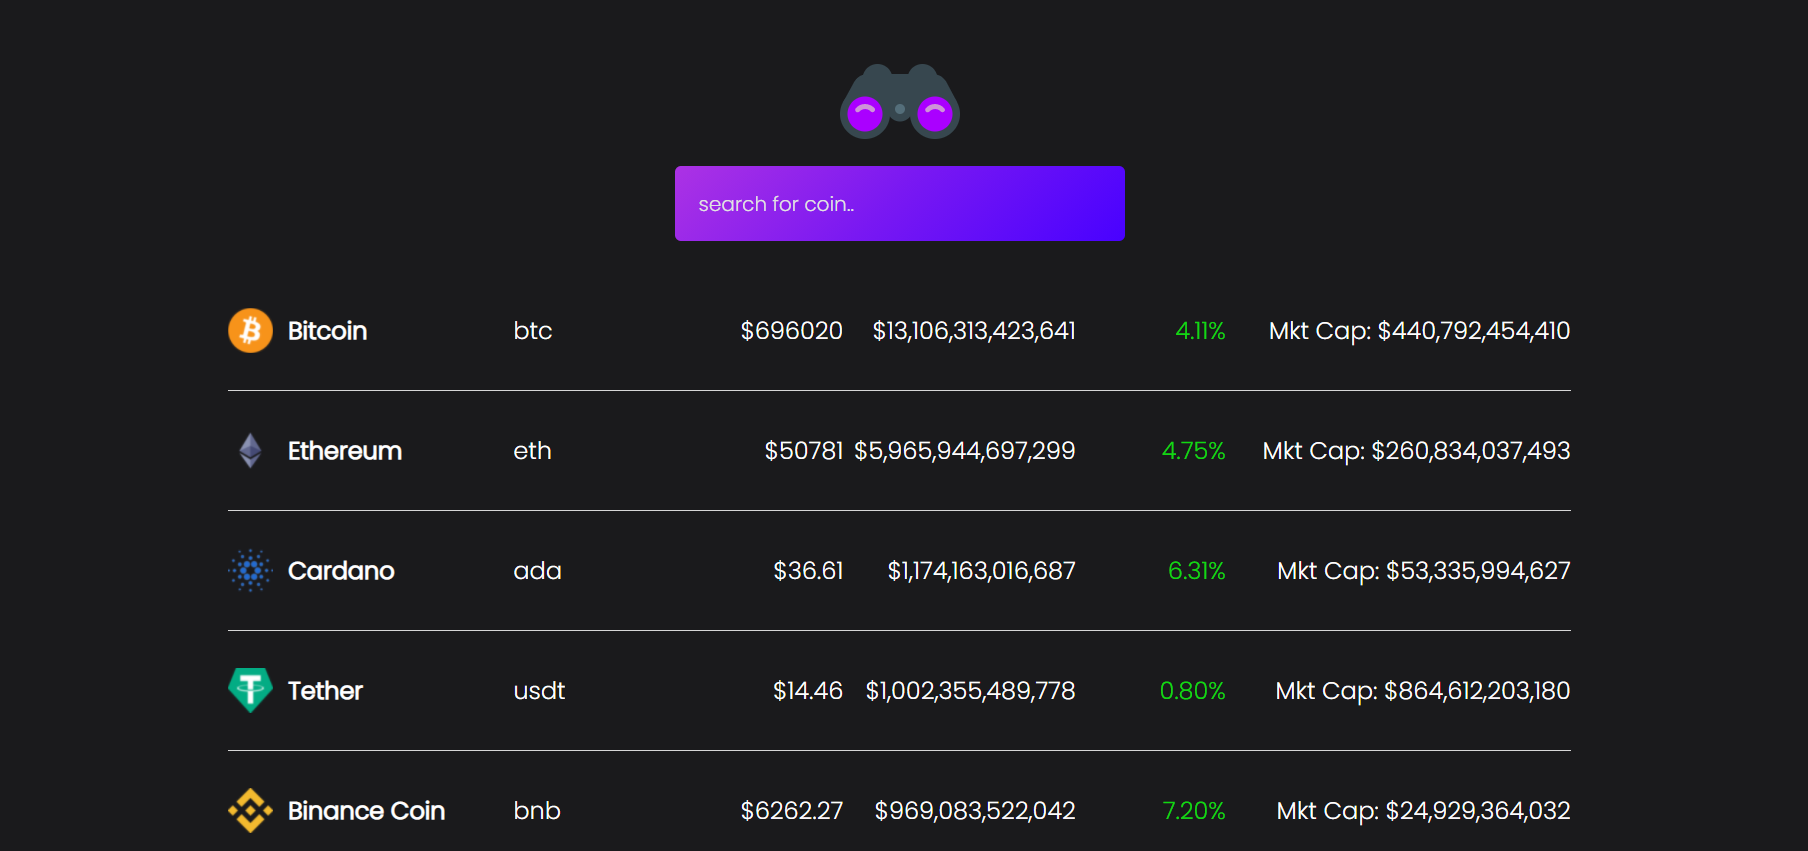 search for coin..
Bitcoin btc $696020 $13,106,313,423,641 4.11% Mkt Cap: $440,792,454,410
Ethereum eth $50781 $5,965,944,697,299 4.75% Mkt Cap: $260,834,037,493
Cardano ada $36.61 $1,174,163,016,687 6.31% Mkt Cap: $53,335,994,627
Tether usdt $14.46 $1,002,355,489,778 0.80% Mkt Cap: $864,612,203,180
Binance Coin bnb $6262.27 $969,083,522,042 7.20% Mkt Cap: $24,929,364,032